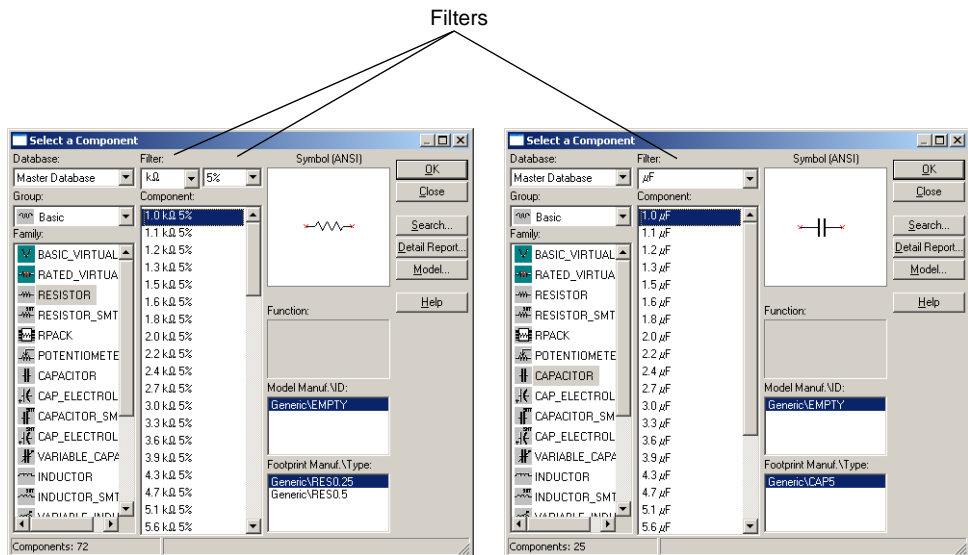 Filters
Select a Component
Database:
Filter:
Symbol (ANSI)
Master Database
kΩ
5%
OK
Close
Group:
Component:
Basic
Search...
Detail Report...
Model...
Help
Family:
BASIC_VIRTUAL
RATED_VIRTUA
RESISTOR
RESISTOR_SMT
RPACK
POTENTIOMETE
CAPACITOR
CAP_ELECTROL
CAPACITOR_SM
CAP_ELECTROL
VARIABLE_CAPA
INDUCTOR
INDUCTOR_SMT
VARIABLE_INDU
1.0 kΩ 5%
1.1 kΩ 5%
1.2 kΩ 5%
1.3 kΩ 5%
1.5 kΩ 5%
1.6 kΩ 5%
1.8 kΩ 5%
2.0 kΩ 5%
2.2 kΩ 5%
2.4 kΩ 5%
2.7 kΩ 5%
3.0 kΩ 5%
3.3 kΩ 5%
3.6 kΩ 5%
3.9 kΩ 5%
4.3 kΩ 5%
4.7 kΩ 5%
5.1 kΩ 5%
5.6 kΩ 5%
Function:
Model Manuf.\ID:
Generic\EMPTY
Footprint Manuf.\Type:
Generic\RES0.25
Generic\RES0.5
Components: 72
Select a Component
Database:
Filter:
Symbol (ANSI)
Master Database
μF
OK
Close
Group:
Component:
Basic
Search...
Detail Report...
Model...
Help
Family:
BASIC_VIRTUAL
RATED_VIRTUA
RESISTOR
RESISTOR_SMT
RPACK
POTENTIOMETE
CAPACITOR
CAP_ELECTROL
CAPACITOR_SM
CAP_ELECTROL
VARIABLE_CAPA
INDUCTOR
INDUCTOR_SMT
VARIABLE_INDU
1.0 μF
1.1 μF
1.2 μF
1.3 μF
1.5 μF
1.6 μF
1.8 μF
2.0 μF
2.2 μF
2.4 μF
2.7 μF
3.0 μF
3.3 μF
3.6 μF
3.9 μF
4.3 μF
4.7 μF
5.1 μF
5.6 μF
Function:
Model Manuf.\ID:
Generic\EMPTY
Footprint Manuf.\Type:
Generic\CAP5
Components: 25